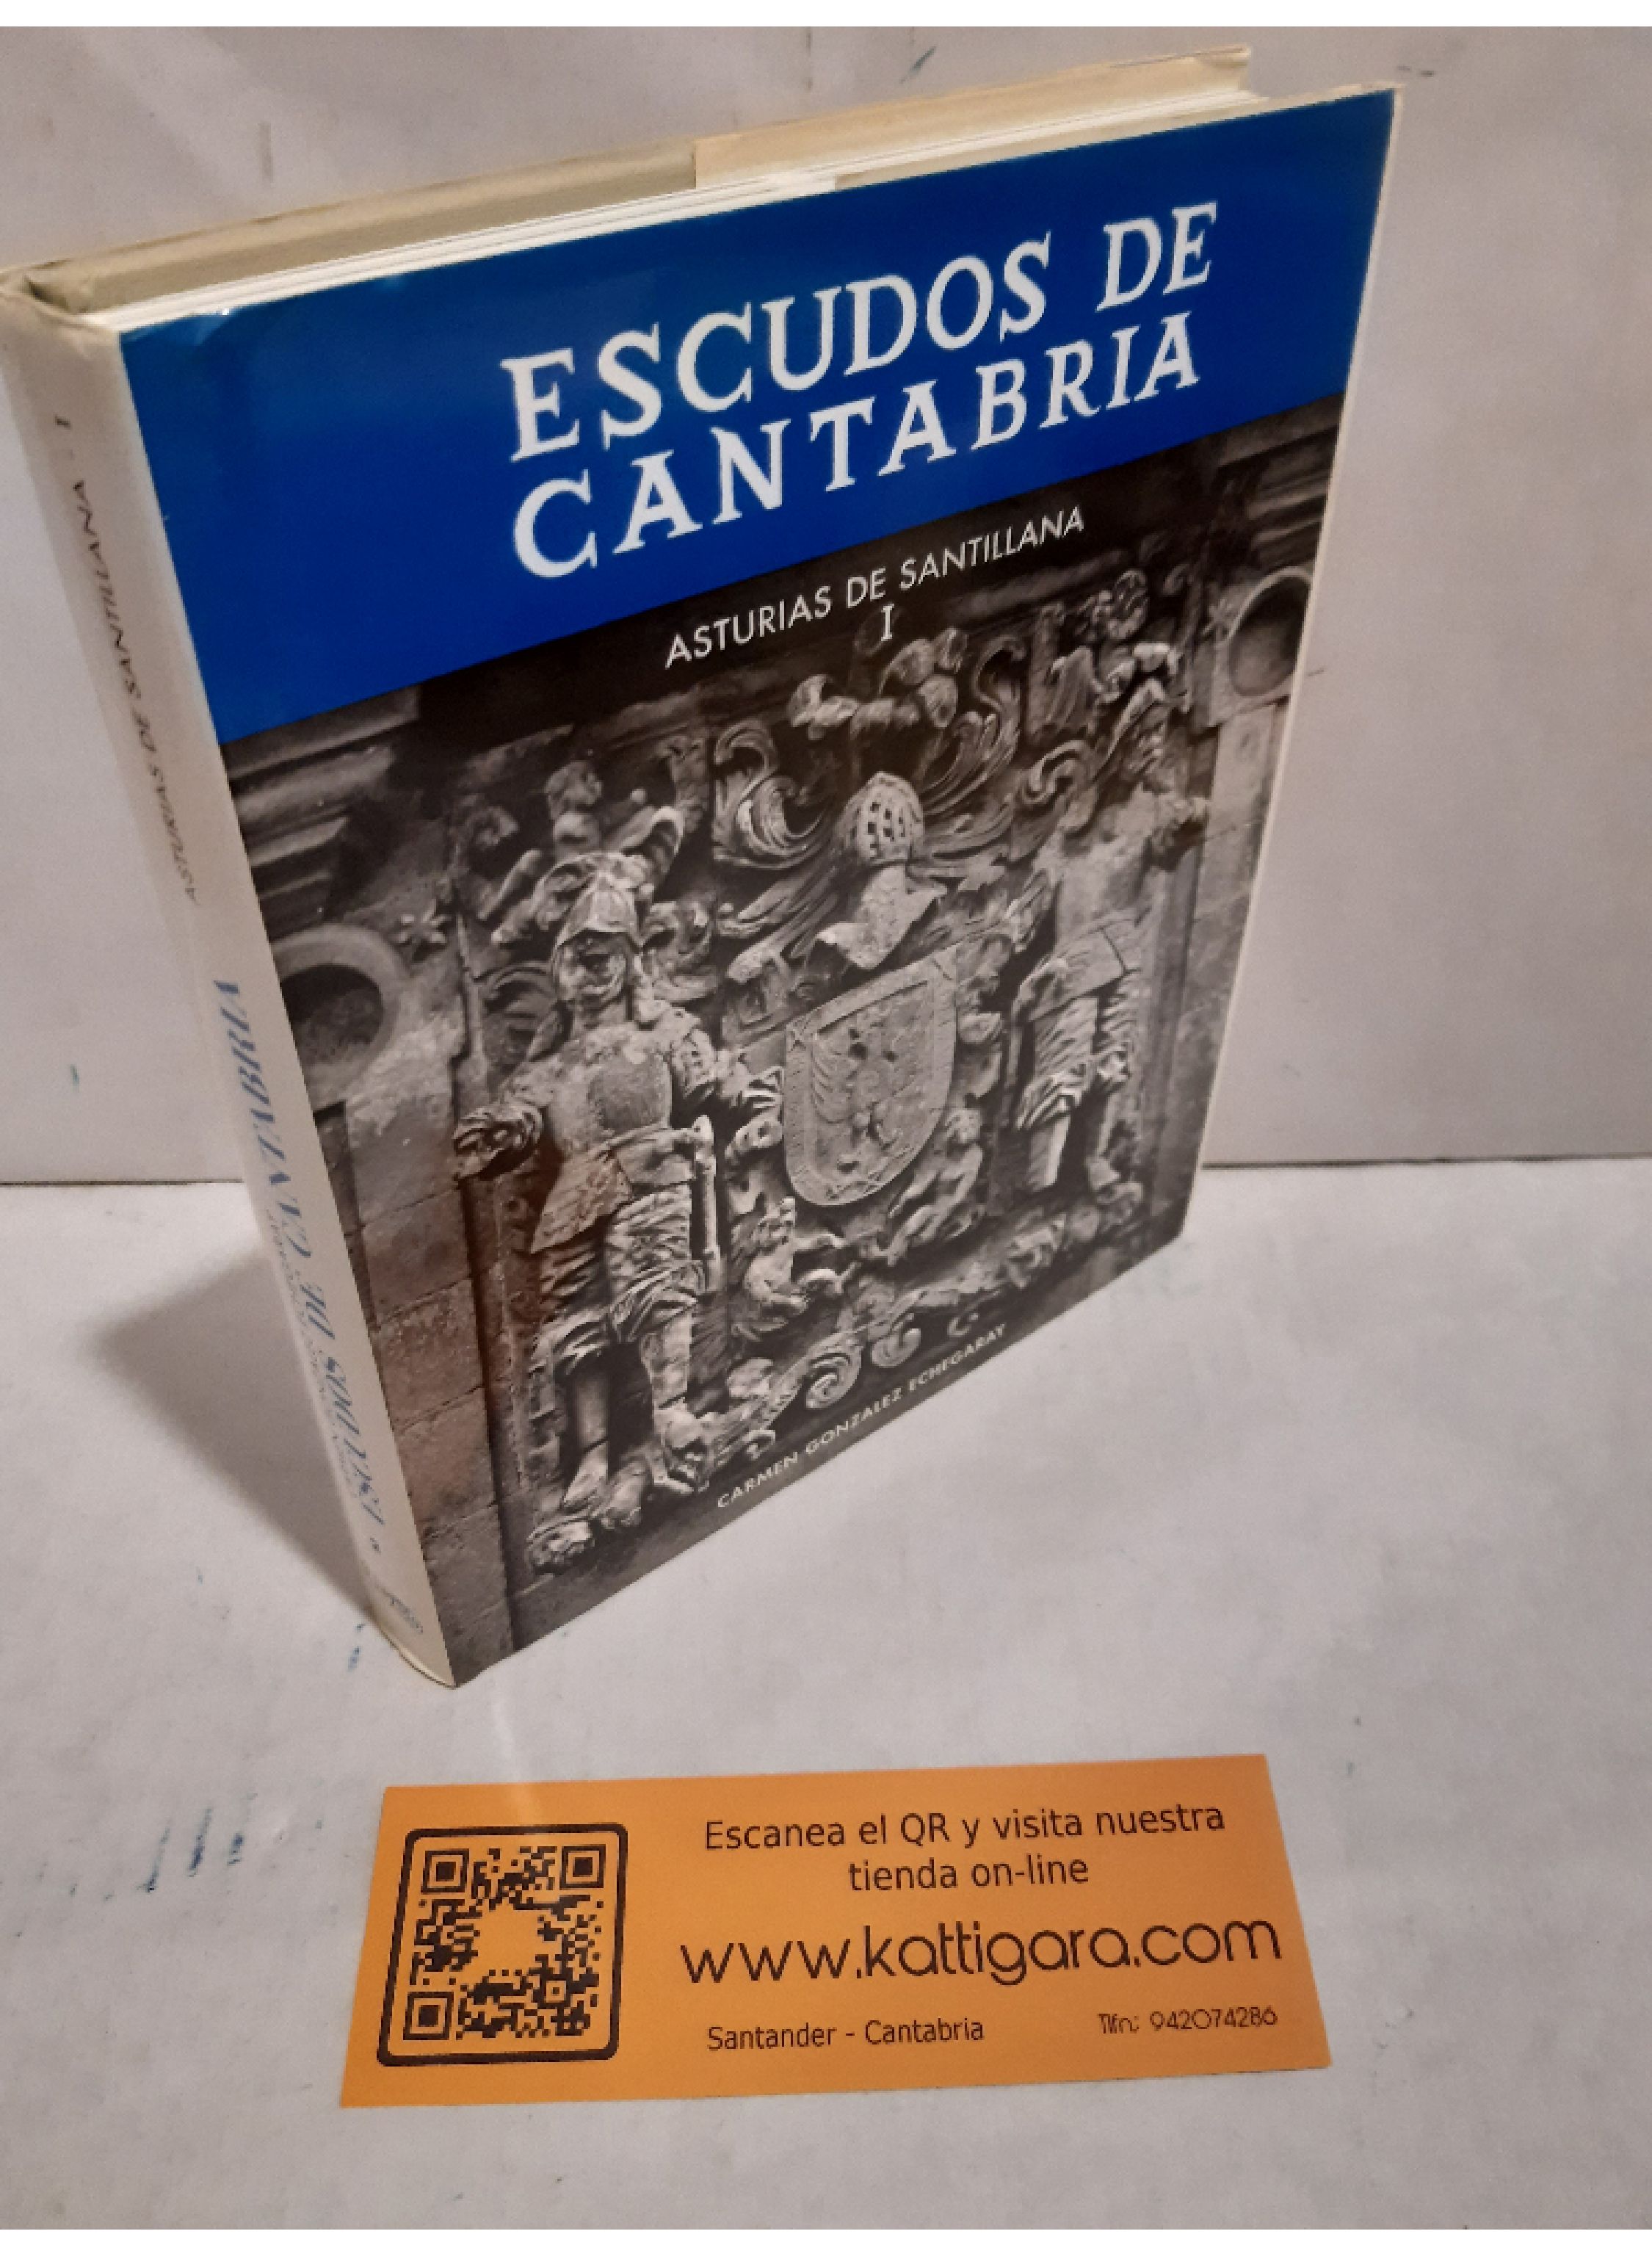 ESCUDOS DE
CANTABRIA
ASTURIAS DE SANTILLANA
I
CARMEN GONZALEZ ECHEGARAY
ESCUDOS DE CANTABRIA
ASTURIAS DE SANTILLANA I
Escanea el QR y visita nuestra
tienda on-line
www.kattigara.com
Santander - Cantabria
Tlfn: 942074286